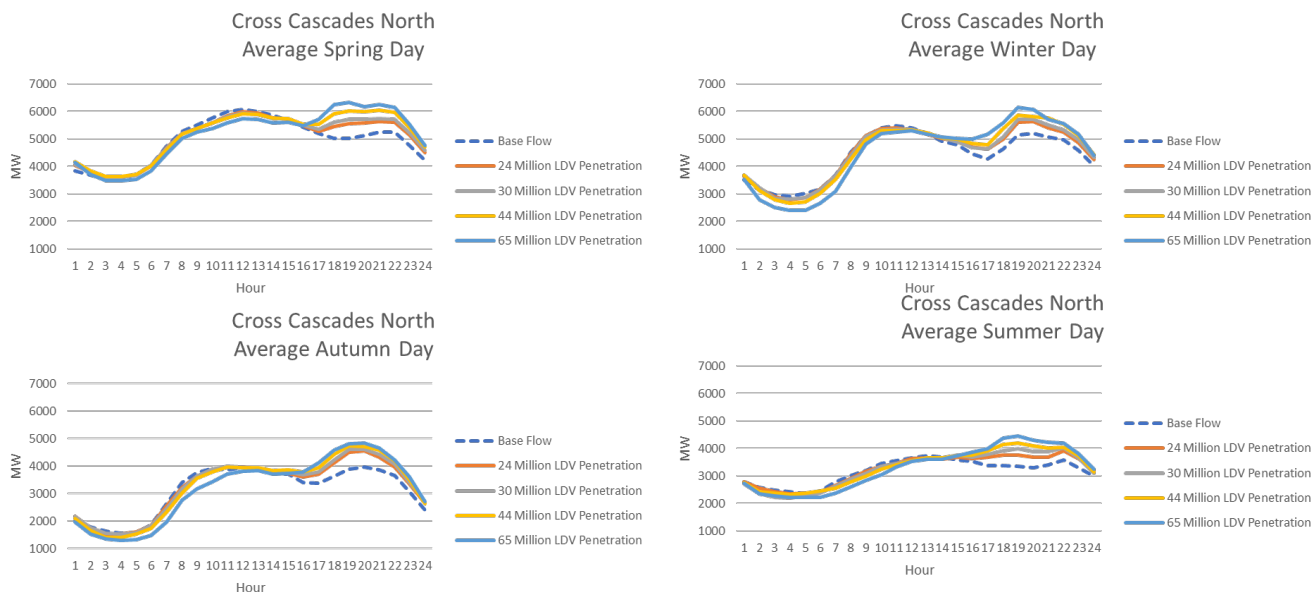 Cross Cascades North
Average Spring Day
7000
6000
5000
4000
3000
2000
1000
MW
1 2 3 4 5 6 7 8 9 10 11 12 13 14 15 16 17 18 19 20 21 22 23 24
Hour
Base Flow
24 Million LDV Penetration
30 Million LDV Penetration
44 Million LDV Penetration
65 Million LDV Penetration
Cross Cascades North
Average Winter Day
7000
6000
5000
4000
3000
2000
1000
MW
1 2 3 4 5 6 7 8 9 10 11 12 13 14 15 16 17 18 19 20 21 22 23 24
Hour
Base Flow
24 Million LDV Penetration
30 Million LDV Penetration
44 Million LDV Penetration
65 Million LDV Penetration
Cross Cascades North
Average Autumn Day
7000
6000
5000
4000
3000
2000
1000
MW
1 2 3 4 5 6 7 8 9 10 11 12 13 14 15 16 17 18 19 20 21 22 23 24
Hour
Base Flow
24 Million LDV Penetration
30 Million LDV Penetration
44 Million LDV Penetration
65 Million LDV Penetration
Cross Cascades North
Average Summer Day
7000
6000
5000
4000
3000
2000
1000
MW
1 2 3 4 5 6 7 8 9 10 11 12 13 14 15 16 17 18 19 20 21 22 23 24
Hour
Base Flow
24 Million LDV Penetration
30 Million LDV Penetration
44 Million LDV Penetration
65 Million LDV Penetration